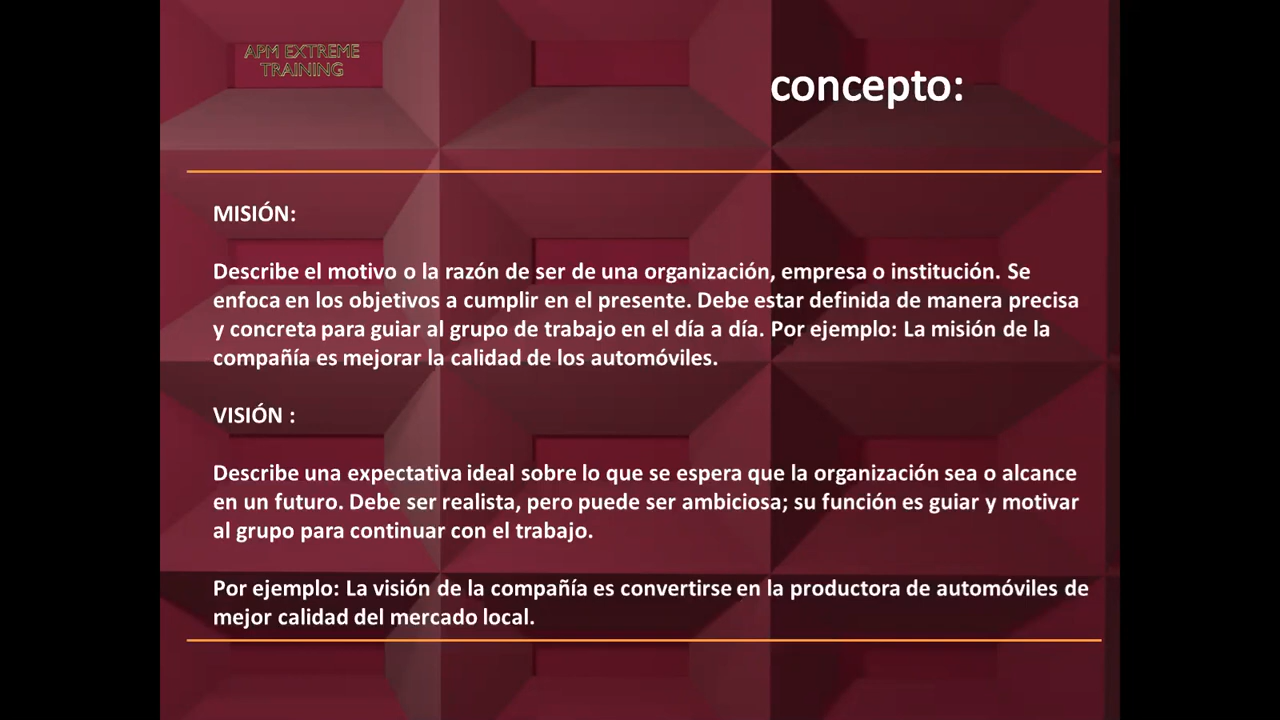 APM EXTREME
TRAINING
concepto:
MISIÓN:
Describe el motivo o la razón de ser de una organización, empresa o institución. Se
enfoca en los objetivos a cumplir en el presente. Debe estar definida de manera precisa
y concreta para guiar al grupo de trabajo en el día a día. Por ejemplo: La misión de la
compañía es mejorar la calidad de los automóviles.
VISIÓN :
Describe una expectativa ideal sobre lo que se espera que la organización sea o alcance
en un futuro. Debe ser realista, pero puede ser ambiciosa; su función es guiar y motivar
al grupo para continuar con el trabajo.
Por ejemplo: La visión de la compañía es convertirse en la productora de automóviles de
mejor calidad del mercado local.